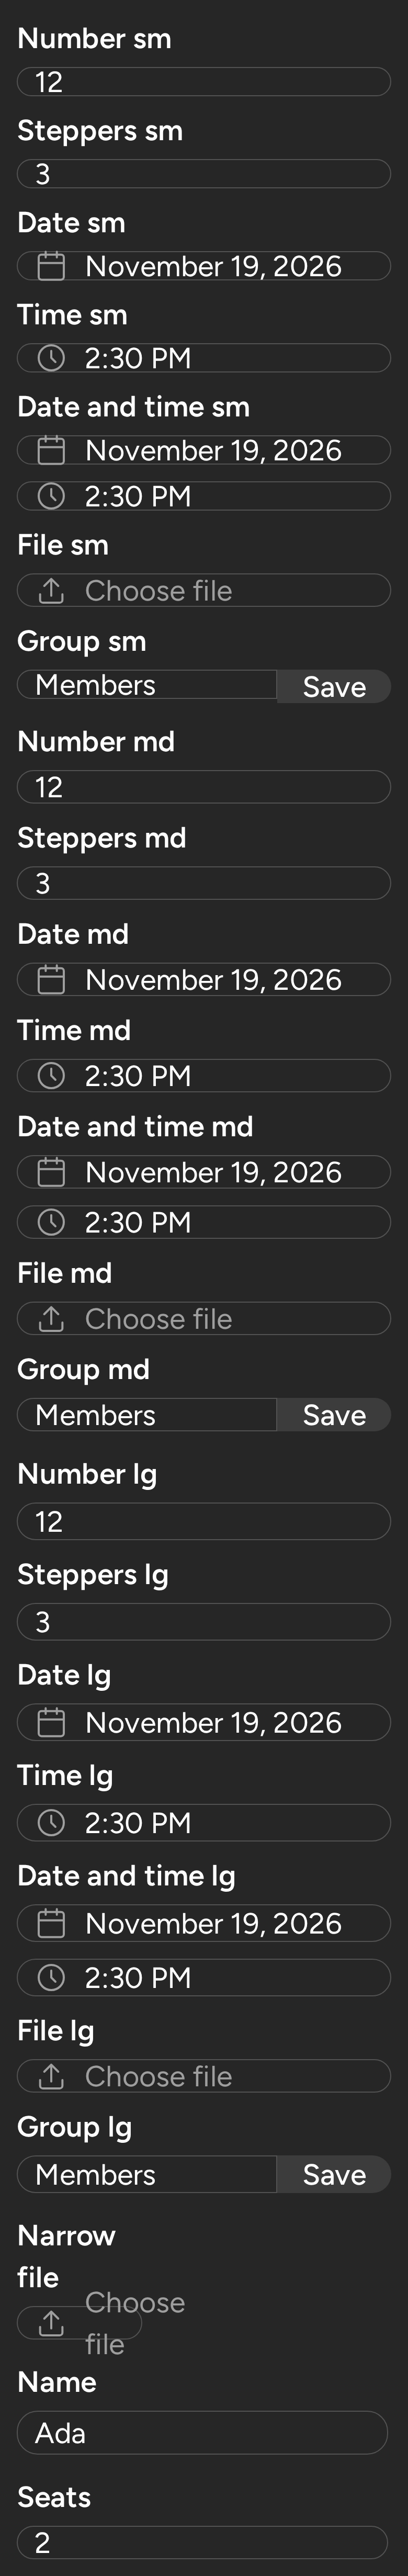 Number sm
12
Steppers sm
3
Date sm
November 19, 2026
Time sm
2:30 PM
Date and time sm
November 19, 2026
2:30 PM
File sm
Choose file
Group sm
Members Save
Number md
12
Steppers md
3
Date md
November 19, 2026
Time md
2:30 PM
Date and time md
November 19, 2026
2:30 PM
File md
Choose file
Group md
Members Save
Number lg
12
Steppers lg
3
Date lg
November 19, 2026
Time lg
2:30 PM
Date and time lg
November 19, 2026
2:30 PM
File lg
Choose file
Group lg
Members Save
Narrow
file
Choose
file
Name
Ada
Seats
2